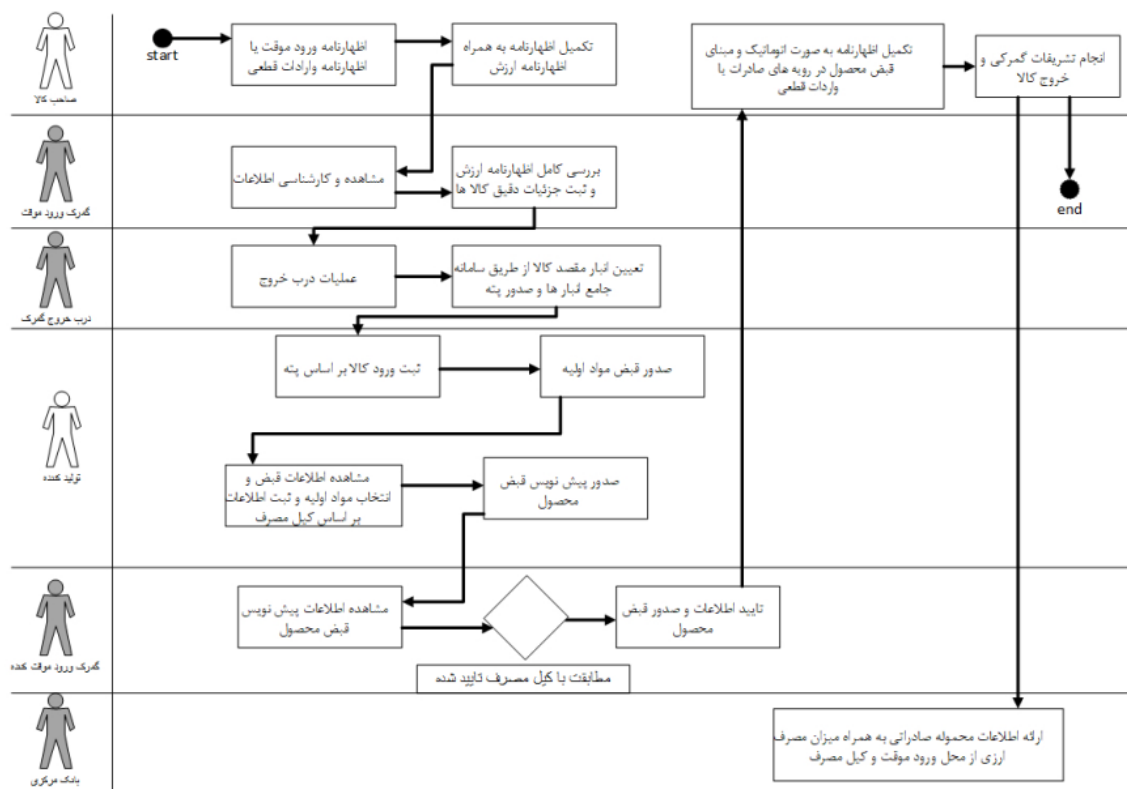 start
اظهارنامه ورود موقت یا
اظهارنامه وارادات قطعی
تکمیل اظهارنامه به همراه
اظهارنامه ارزش
تکمیل اظهارنامه به صورت اتوماتیک و مبنای
قبض محصول در رویه های صادرات یا
واردات قطعی
انجام تشریفات گمرکی و
خروج کالا
صاحب کالا
مشاهده و کارشناسی اطلاعات
بررسی کامل اظهارنامه ارزش
و ثبت جزئیات دقیق کالا ها
end
گمرک ورود موقت
عملیات درب خروج
تعیین انبار مقصد کالا از طریق سامانه
جامع انبار ها و صدور پته
درب خروج گمرک
ثبت ورود کالا بر اساس پته
صدور قبض مواد اولیه
مشاهده اطلاعات قبض و
انتخاب مواد اولیه و ثبت اطلاعات
بر اساس کیل مصرف
صدور پیش نویس قبض
محصول
تولید کننده
مشاهده اطلاعات پیش نویس
قبض محصول
تایید اطلاعات و صدور قبض
محصول
گمرک ورود موقت کننده
مطابقت با کیل مصرف تایید شده
ارائه اطلاعات محموله صادراتی به همراه میزان مصرف
ارزی از محل ورود موقت و کیل مصرف
بانک مرکزی